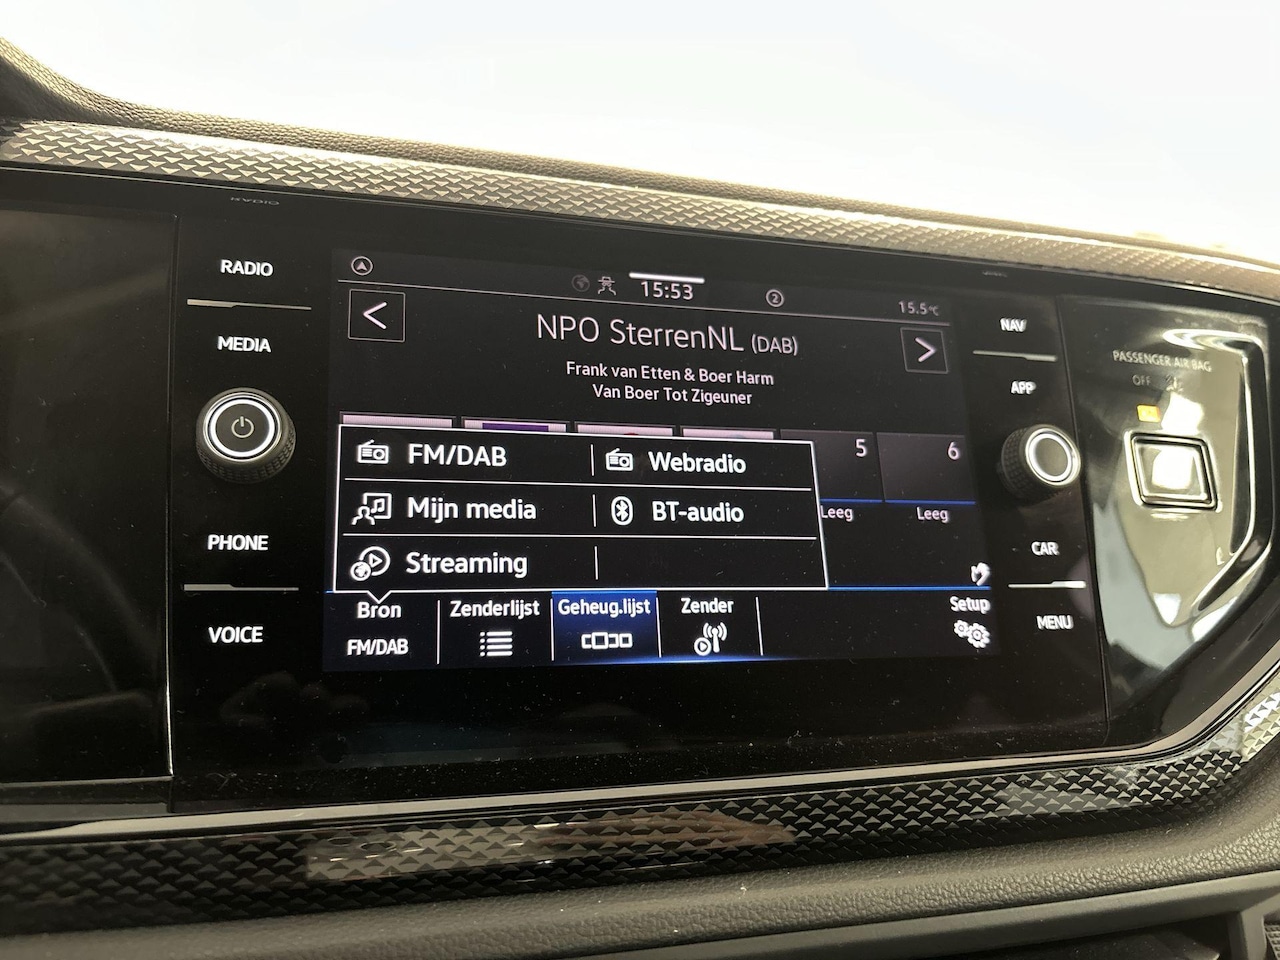 RADIO
MEDIA
PHONE
VOICE
15:53
2
15.5°C
<
NPO SterrenNL (DAB)
>
Frank van Etten & Boer Harm
Van Boer Tot Zigeuner
FM/DAB
Webradio
Mijn media
BT-audio
Streaming
5
6
Leeg
Leeg
Bron
FM/DAB
Zenderlijst
Geheug.lijst
Zender
Setup
NAV
APP
CAR
MENU
PASSENGER AIR BAG
OFF